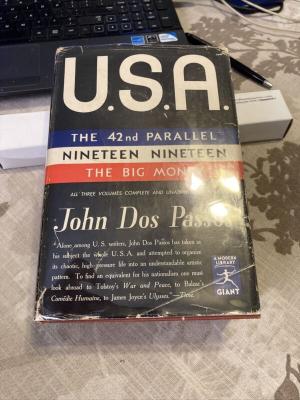 U.S.A.
THE 42nd PARALLEL
NINETEEN NINETEEN
THE BIG MONEY
ALL THREE VOLUMES COMPLETE AND
John Dos Passos
"Alone among U. S. writers, John Dos Passos has taken as
his subject the whole U. S. A. and attempted to organize
its chaotic, high-pressure life into an understandable artistic
pattern. To find an equivalent for his nationalism one must
look abroad to Tolstoy's War and Peace, to Balzac's
Comédie Humaine, to James Joyce's Ulysses."—Time.
A MODERN
LIBRARY
GIANT